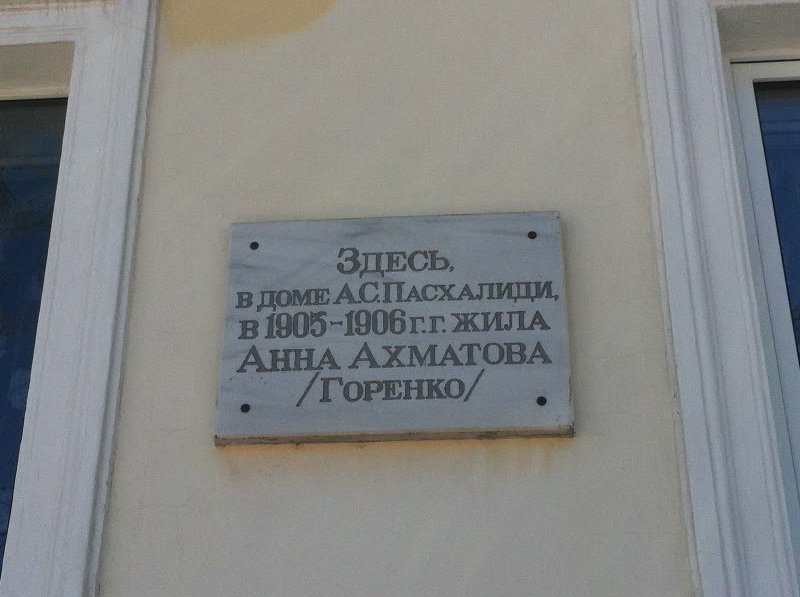 Здесь,
в доме А.С.Пасхалиди,
в 1905-1906 г.г. жила
Анна Ахматова
/Горенко/